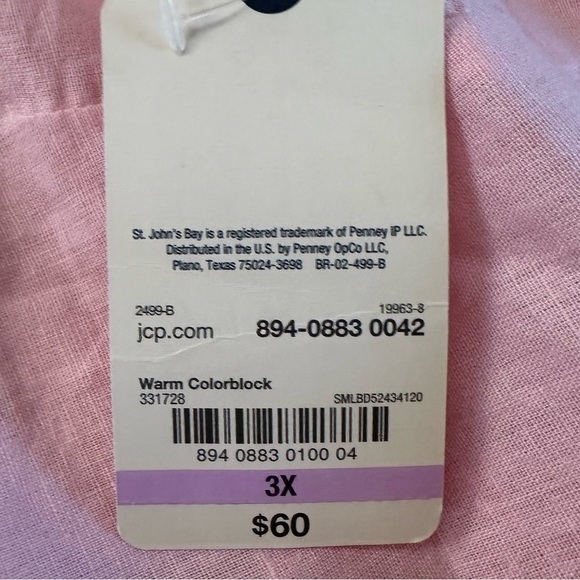 St. John's Bay is a registered trademark of Penney IP LLC.
Distributed in the U.S. by Penney OpCo LLC,
Plano, Texas 75024-3698 BR-02-499-B
2499-B 19963-8
jcp.com 894-0883 0042
Warm Colorblock
331728 SMLBD52434120
894 0883 0100 04
3X
$60